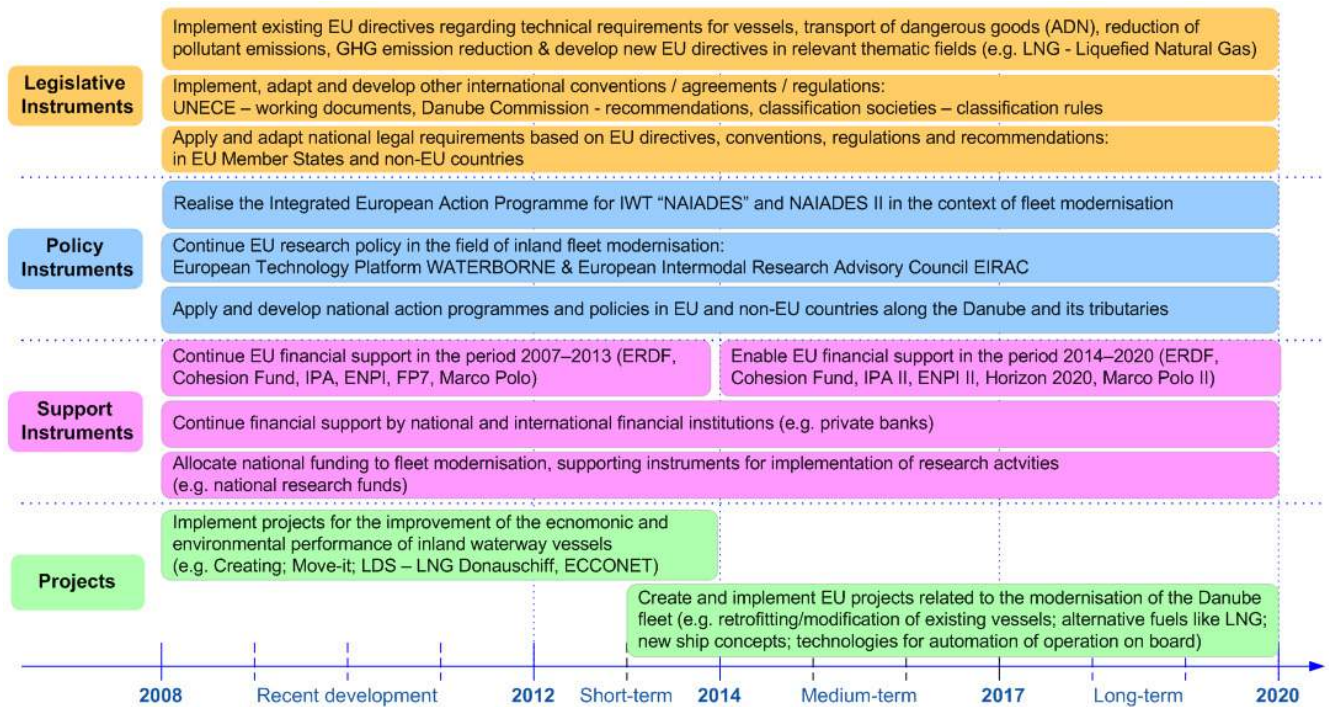 Implement existing EU directives regarding technical requirements for vessels, transport of dangerous goods (ADN), reduction of
pollutant emissions, GHG emission reduction & develop new EU directives in relevant thematic fields (e.g. LNG - Liquefied Natural Gas)
Legislative
Instruments
Implement, adapt and develop other international conventions / agreements / regulations:
UNECE – working documents, Danube Commission - recommendations, classification societies – classification rules
Apply and adapt national legal requirements based on EU directives, conventions, regulations and recommendations:
in EU Member States and non-EU countries
Realise the Integrated European Action Programme for IWT “NAIADES” and NAIADES II in the context of fleet modernisation
Policy
Instruments
Continue EU research policy in the field of inland fleet modernisation:
European Technology Platform WATERBORNE & European Intermodal Research Advisory Council EIRAC
Apply and develop national action programmes and policies in EU and non-EU countries along the Danube and its tributaries
Continue EU financial support in the period 2007–2013 (ERDF,
Cohesion Fund, IPA, ENPI, FP7, Marco Polo)
Enable EU financial support in the period 2014–2020 (ERDF,
Cohesion Fund, IPA II, ENPI II, Horizon 2020, Marco Polo II)
Support
Instruments
Continue financial support by national and international financial institutions (e.g. private banks)
Allocate national funding to fleet modernisation, supporting instruments for implementation of research actvities
(e.g. national research funds)
Projects
Implement projects for the improvement of the ecnomonic and
environmental performance of inland waterway vessels
(e.g. Creating; Move-it; LDS – LNG Donauschiff, ECCONET)
Create and implement EU projects related to the modernisation of the Danube
fleet (e.g. retrofitting/modification of existing vessels; alternative fuels like LNG;
new ship concepts; technologies for automation of operation on board)
2008 Recent development 2012 Short-term 2014 Medium-term 2017 Long-term 2020